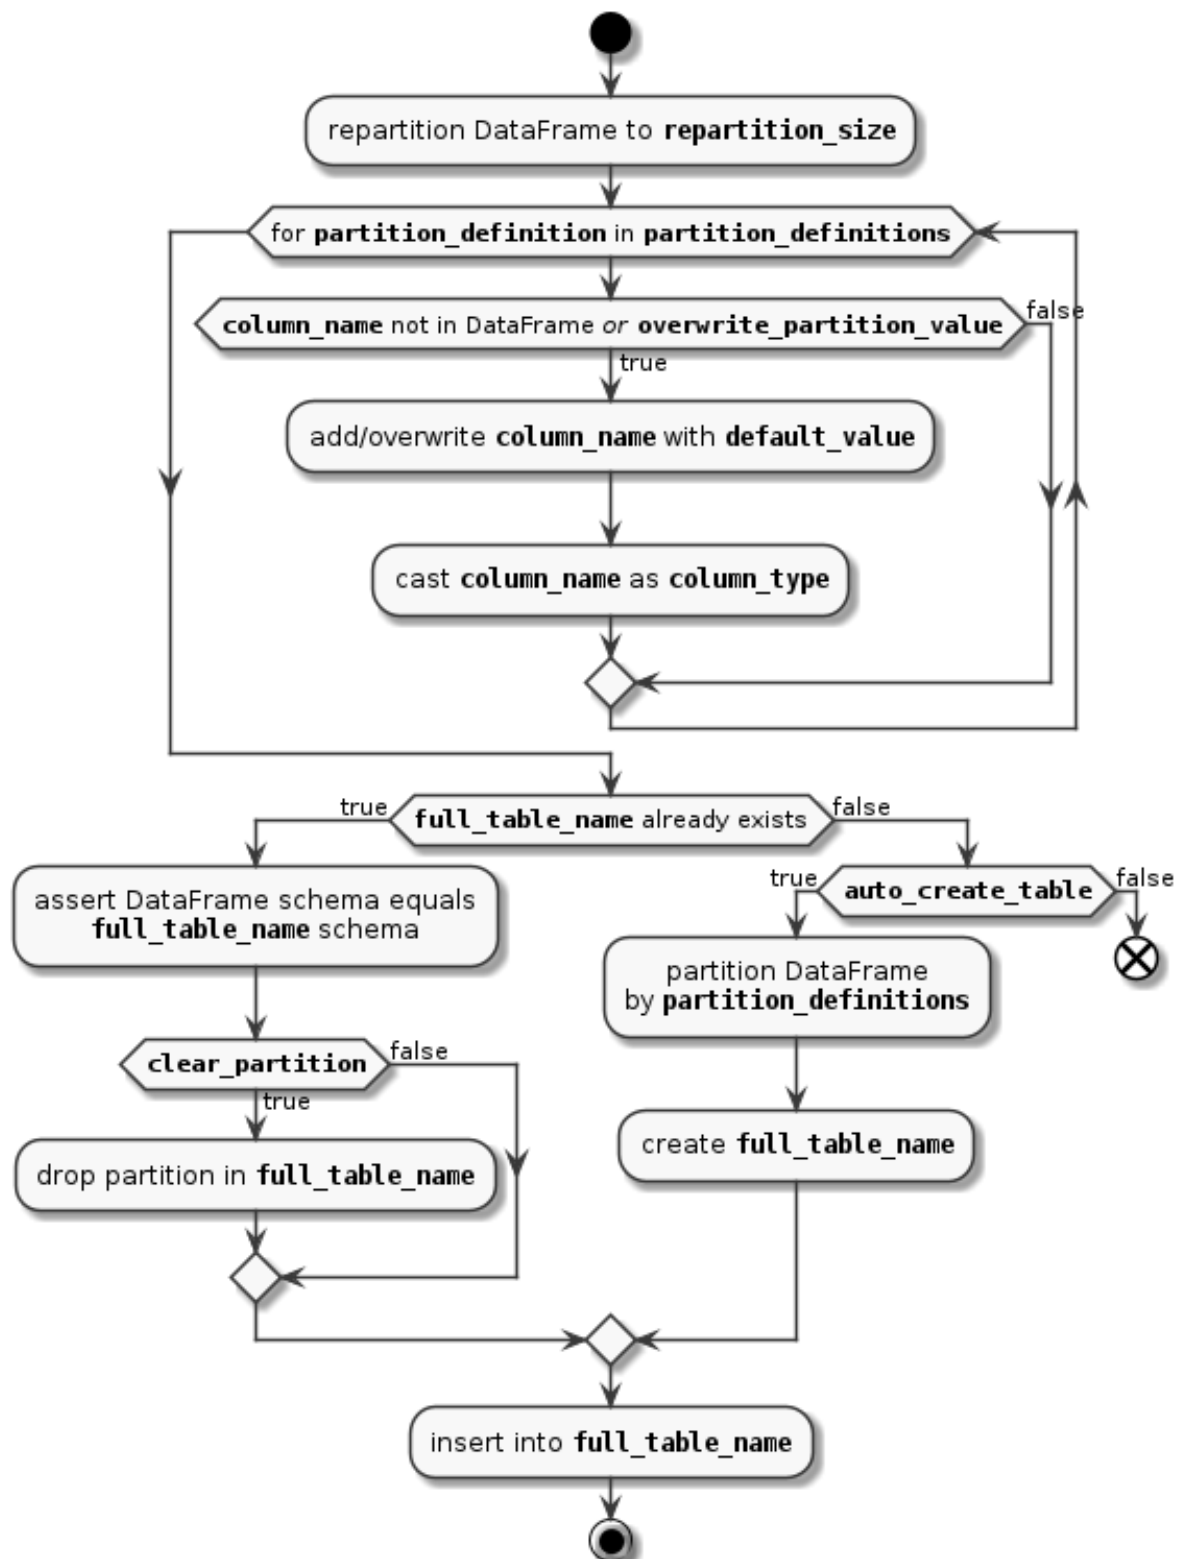 repartition DataFrame to repartition_size
for partition_definition in partition_definitions
column_name not in DataFrame or overwrite_partition_value
false
true
add/overwrite column_name with default_value
cast column_name as column_type
true
full_table_name already exists
false
assert DataFrame schema equals
full_table_name schema
true
auto_create_table
false
partition DataFrame
by partition_definitions
clear_partition
false
true
create full_table_name
drop partition in full_table_name
insert into full_table_name